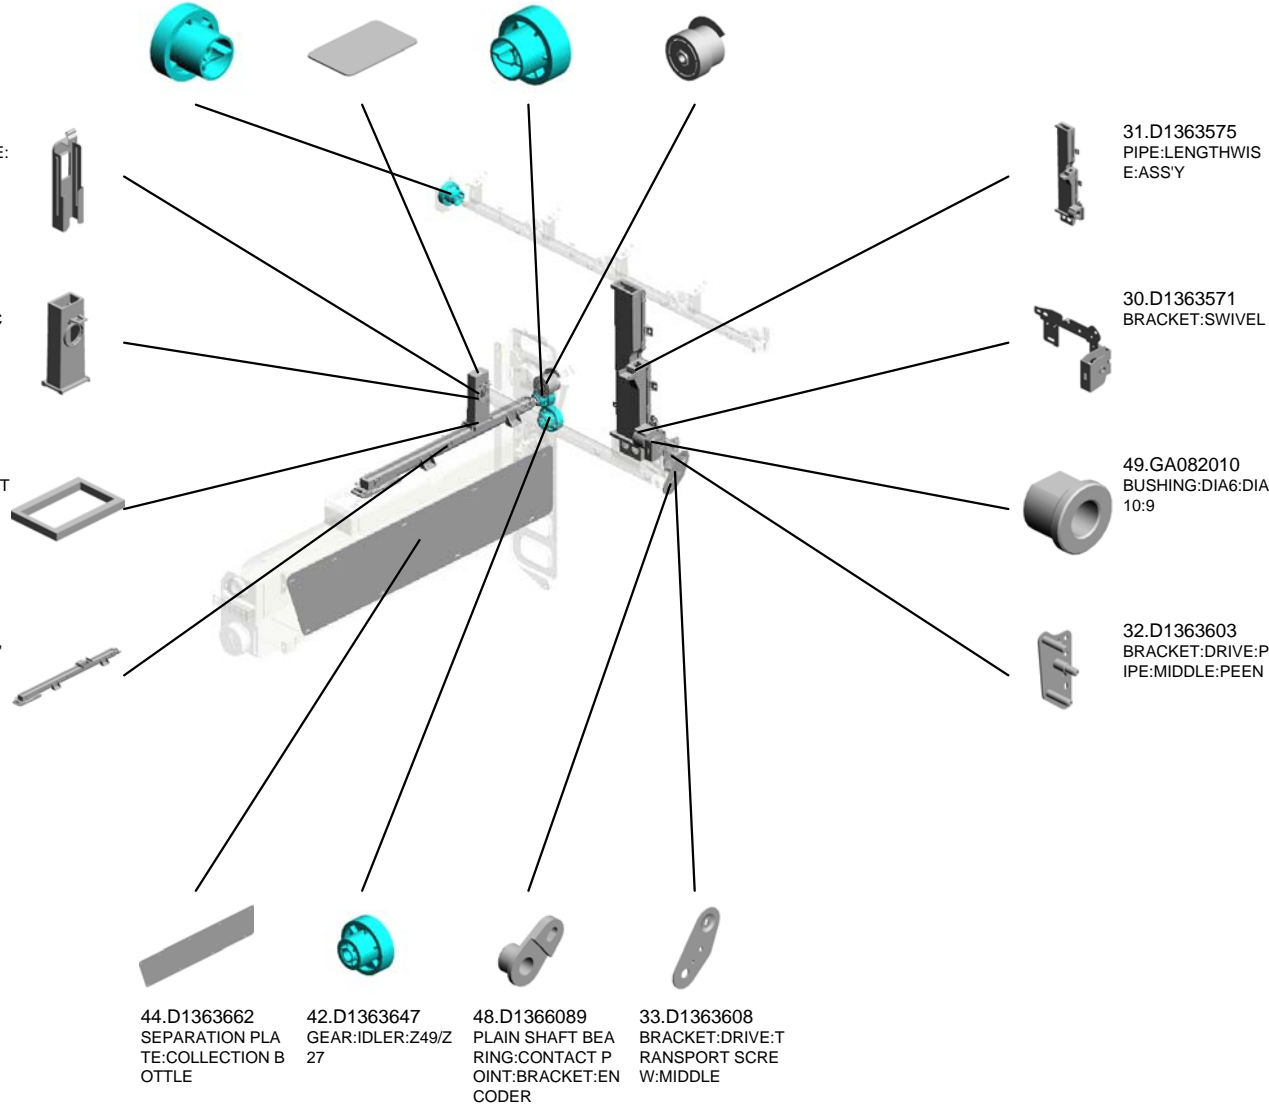 31.D1363575
PIPE:LENGTHWIS
E:ASS'Y
E:
30.D1363571
BRACKET:SWIVEL
49.GA082010
BUSHING:DIA6:DIA
10:9
T
32.D1363603
BRACKET:DRIVE:P
IPE:MIDDLE:PEEN
44.D1363662
SEPARATION PLA
TE:COLLECTION B
OTTLE
42.D1363647
GEAR:IDLER:Z49/Z
27
48.D1366089
PLAIN SHAFT BEA
RING:CONTACT P
OINT:BRACKET:EN
CODER
33.D1363608
BRACKET:DRIVE:T
RANSPORT SCRE
W:MIDDLE